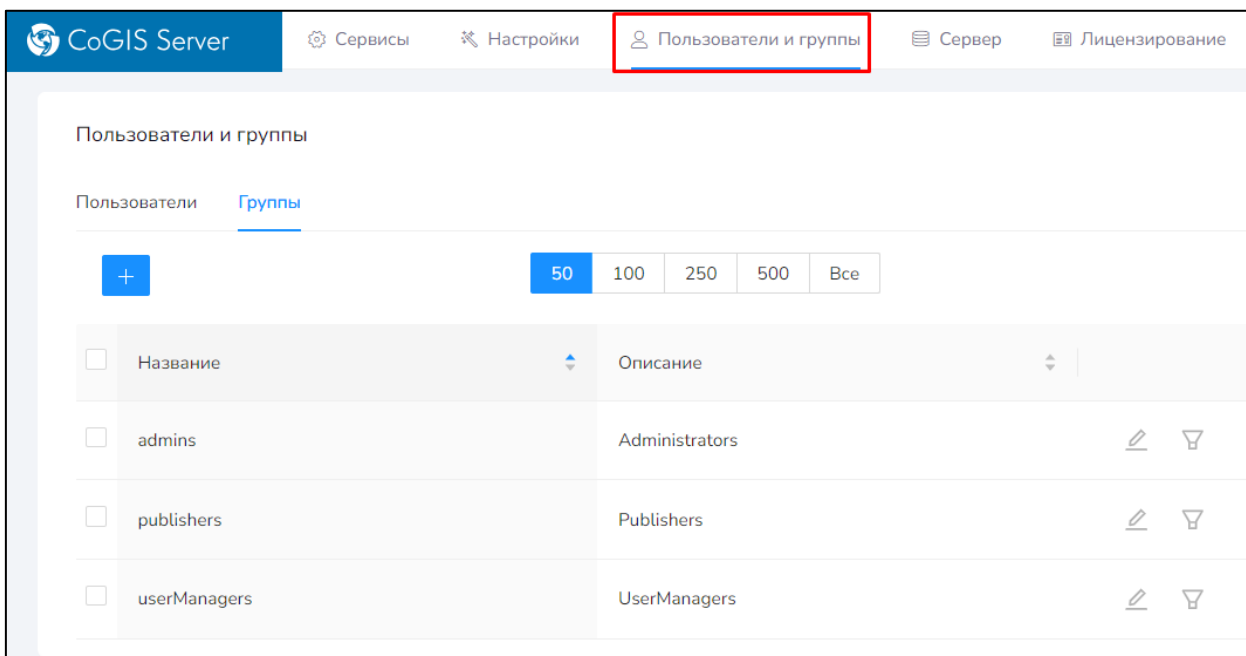 CoGIS Server Сервисы Настройки Пользователи и группы Сервер Лицензирование
Пользователи и группы
Пользователи Группы
+ 50 100 250 500 Все
Название Описание
admins Administrators
publishers Publishers
userManagers UserManagers